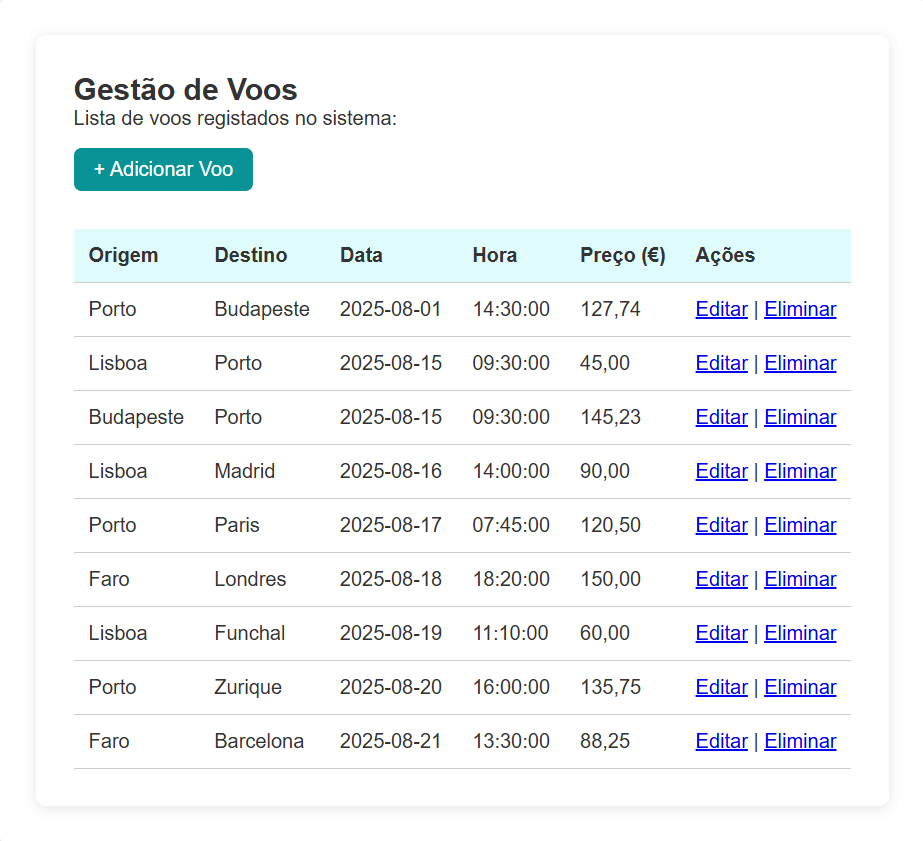 Gestão de Voos
Lista de voos registados no sistema:
+ Adicionar Voo
Origem Destino Data Hora Preço (€) Ações
Porto Budapeste 2025-08-01 14:30:00 127,74 Editar | Eliminar
Lisboa Porto 2025-08-15 09:30:00 45,00 Editar | Eliminar
Budapeste Porto 2025-08-15 09:30:00 145,23 Editar | Eliminar
Lisboa Madrid 2025-08-16 14:00:00 90,00 Editar | Eliminar
Porto Paris 2025-08-17 07:45:00 120,50 Editar | Eliminar
Faro Londres 2025-08-18 18:20:00 150,00 Editar | Eliminar
Lisboa Funchal 2025-08-19 11:10:00 60,00 Editar | Eliminar
Porto Zurique 2025-08-20 16:00:00 135,75 Editar | Eliminar
Faro Barcelona 2025-08-21 13:30:00 88,25 Editar | Eliminar